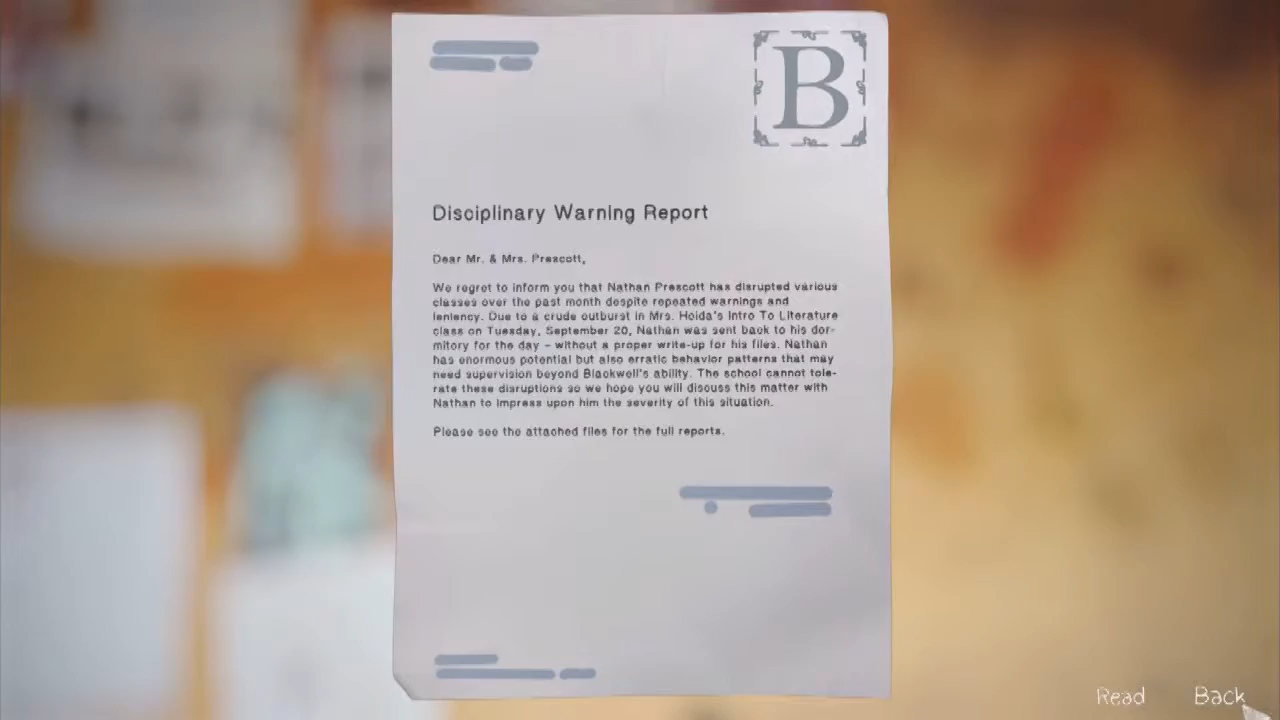 B
Disciplinary Warning Report
Dear Mr. & Mrs. Prescott,
We regret to inform you that Nathan Prescott has disrupted various
classes over the past month despite repeated warnings and
leniency. Due to a crude outburst in Mrs. Hoida's Intro To Literature
class on Tuesday, September 20, Nathan was sent back to his dor-
mitory for the day - without a proper write-up for his files. Nathan
has enormous potential but also erratic behavior patterns that may
need supervision beyond Blackwell's ability. The school cannot tole-
rate these disruptions so we hope you will discuss this matter with
Nathan to impress upon him the severity of this situation.
Please see the attached files for the full reports.
Read Back